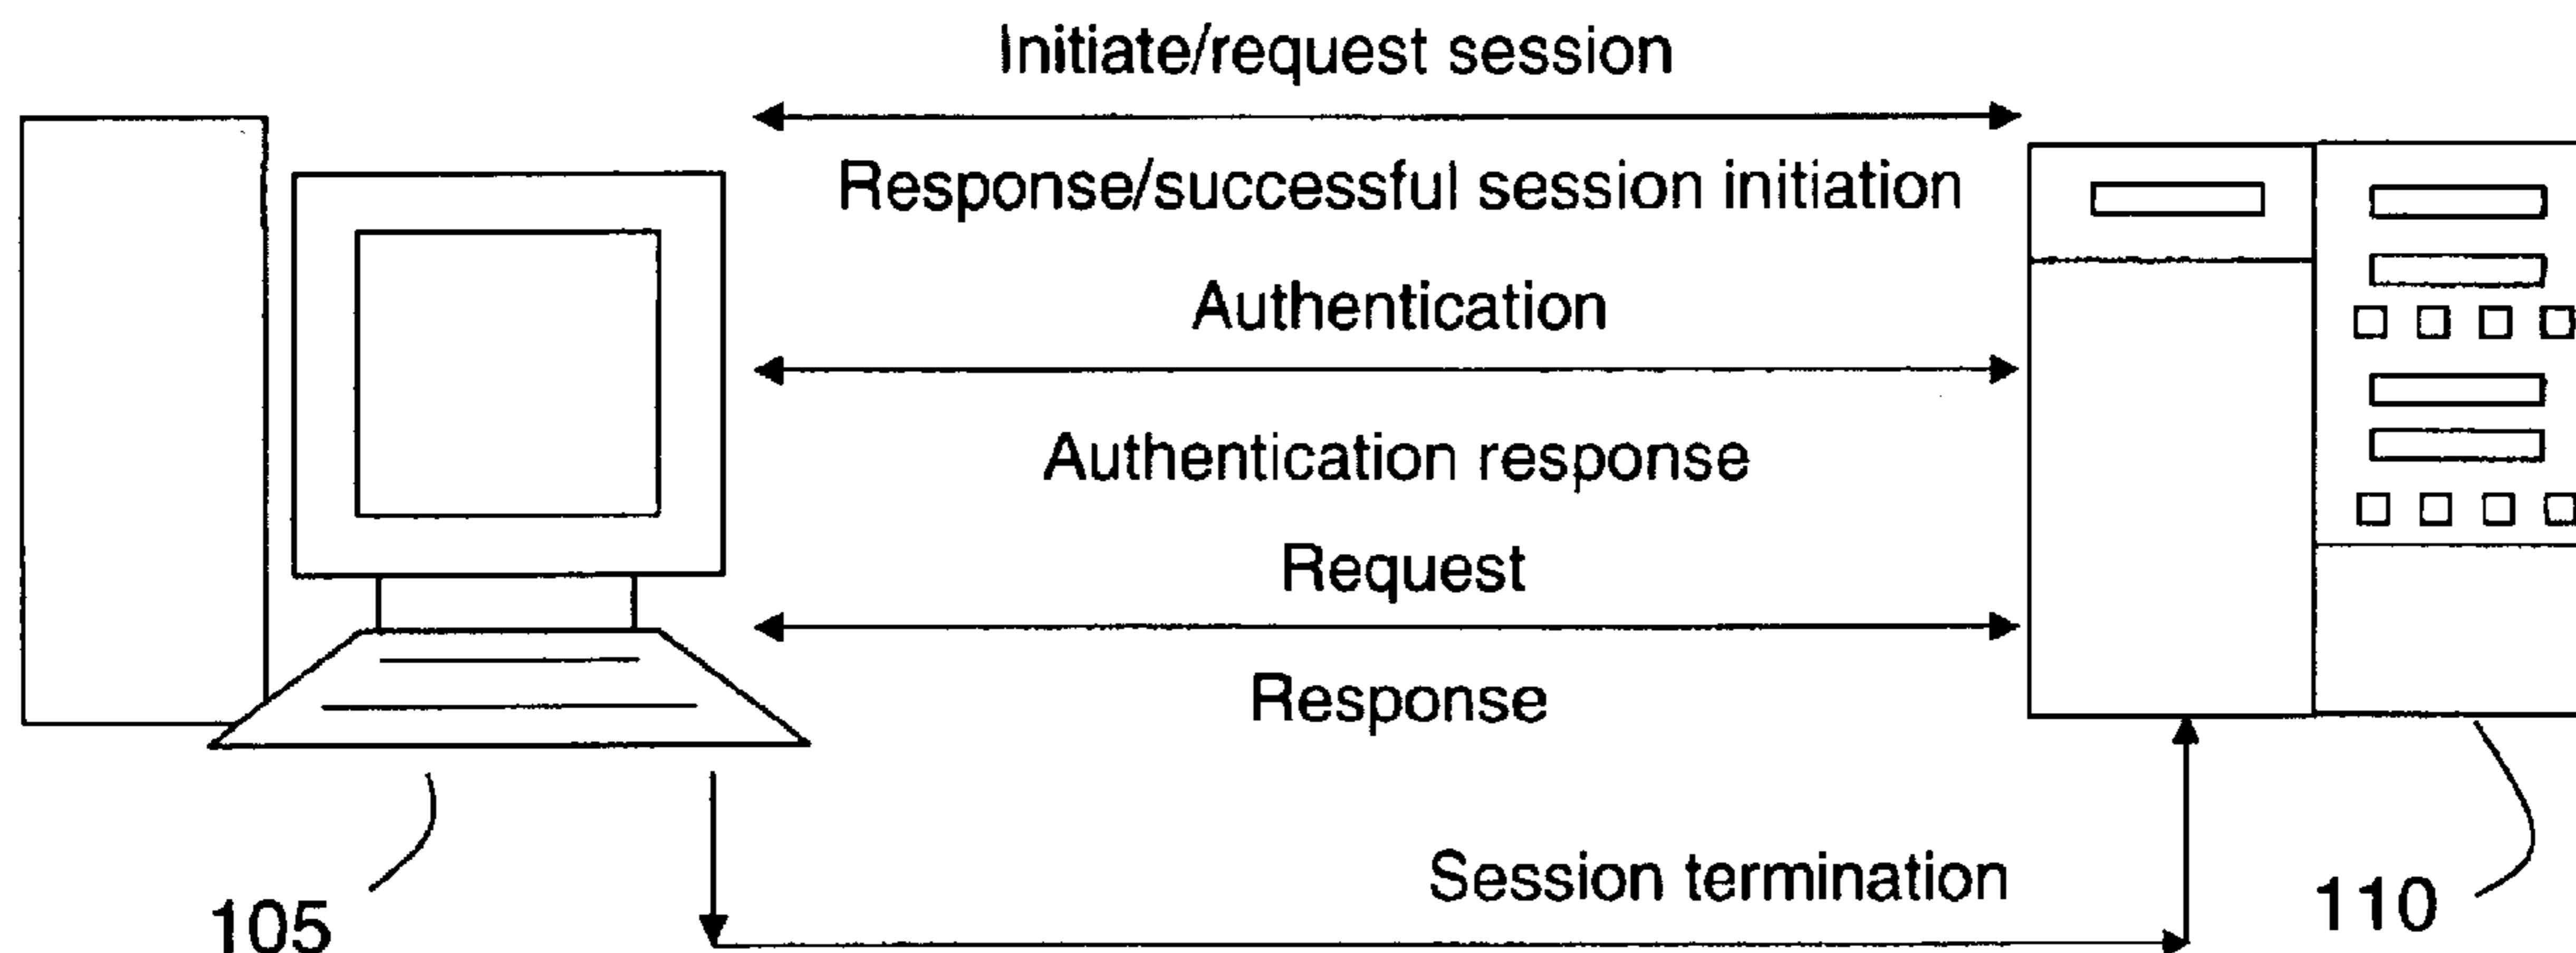 Initiate/request session
Response/successful session initiation
Authentication
Authentication response
Request
Response
Session termination
105
110